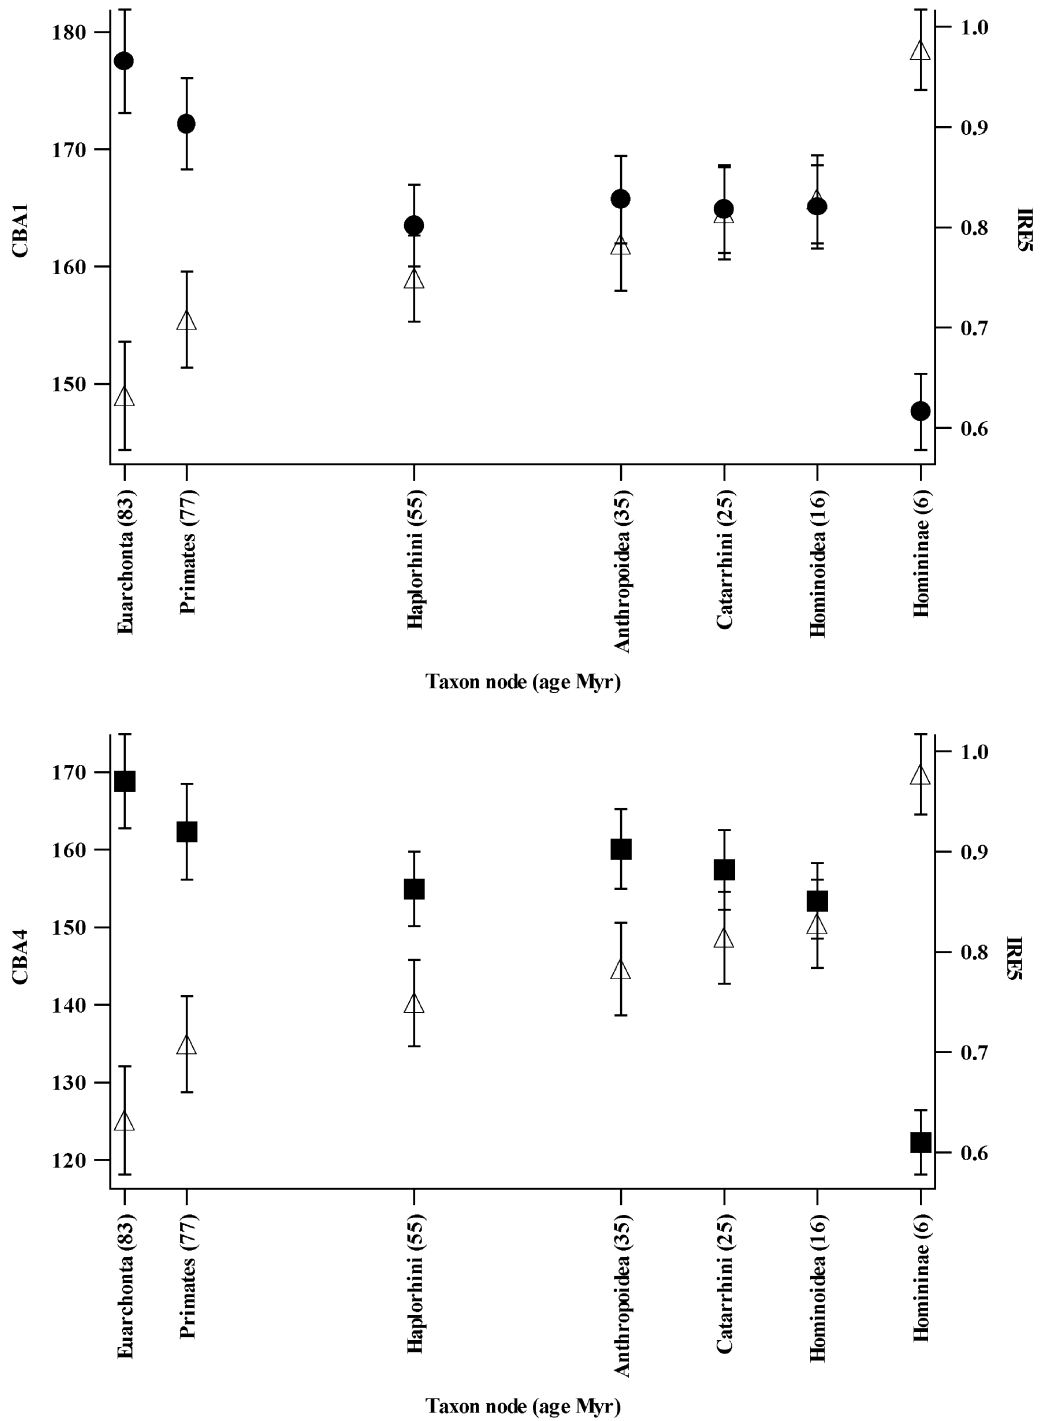 180
170
160
150
CBA1
1.0
0.9
0.8
0.7
0.6
IRE5
Euarchonta (83)
Primates (77)
Haplorhini (55)
Anthropoidea (35)
Catarrhini (25)
Hominoidea (16)
Homininae (6)
Taxon node (age Myr)
170
160
150
140
130
120
CBA4
1.0
0.9
0.8
0.7
0.6
IRE5
Euarchonta (83)
Primates (77)
Haplorhini (55)
Anthropoidea (35)
Catarrhini (25)
Hominoidea (16)
Homininae (6)
Taxon node (age Myr)